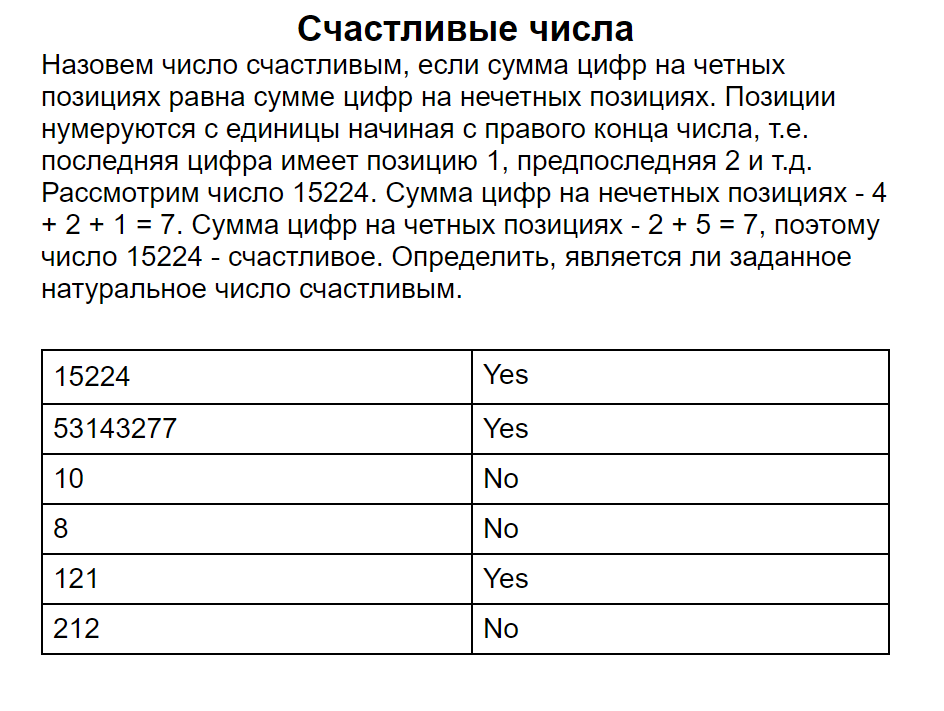 Счастливые числа
Назовем число счастливым, если сумма цифр на четных
позициях равна сумме цифр на нечетных позициях. Позиции
нумеруются с единицы начиная с правого конца числа, т.е.
последняя цифра имеет позицию 1, предпоследняя 2 и т.д.
Рассмотрим число 15224. Сумма цифр на нечетных позициях - 4
+ 2 + 1 = 7. Сумма цифр на четных позициях - 2 + 5 = 7, поэтому
число 15224 - счастливое. Определить, является ли заданное
натуральное число счастливым.
15224 Yes
53143277 Yes
10 No
8 No
121 Yes
212 No